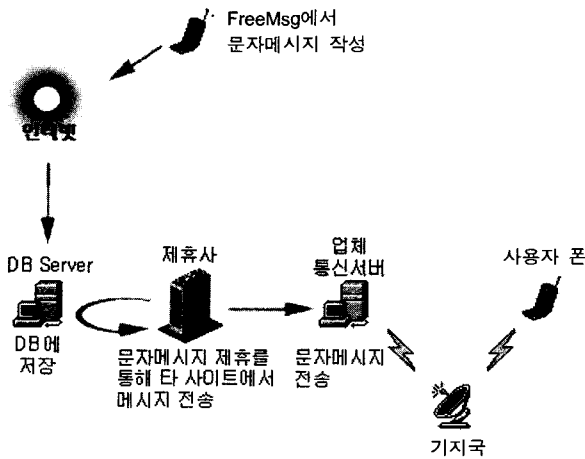 FreeMsg에서
문자메시지 작성
인터넷
DB Server
DB에
저장
제휴사
문자메시지 제휴를
통해 타 사이트에서
메시지 전송
업체
통신서버
문자메시지
전송
사용자 폰
기지국